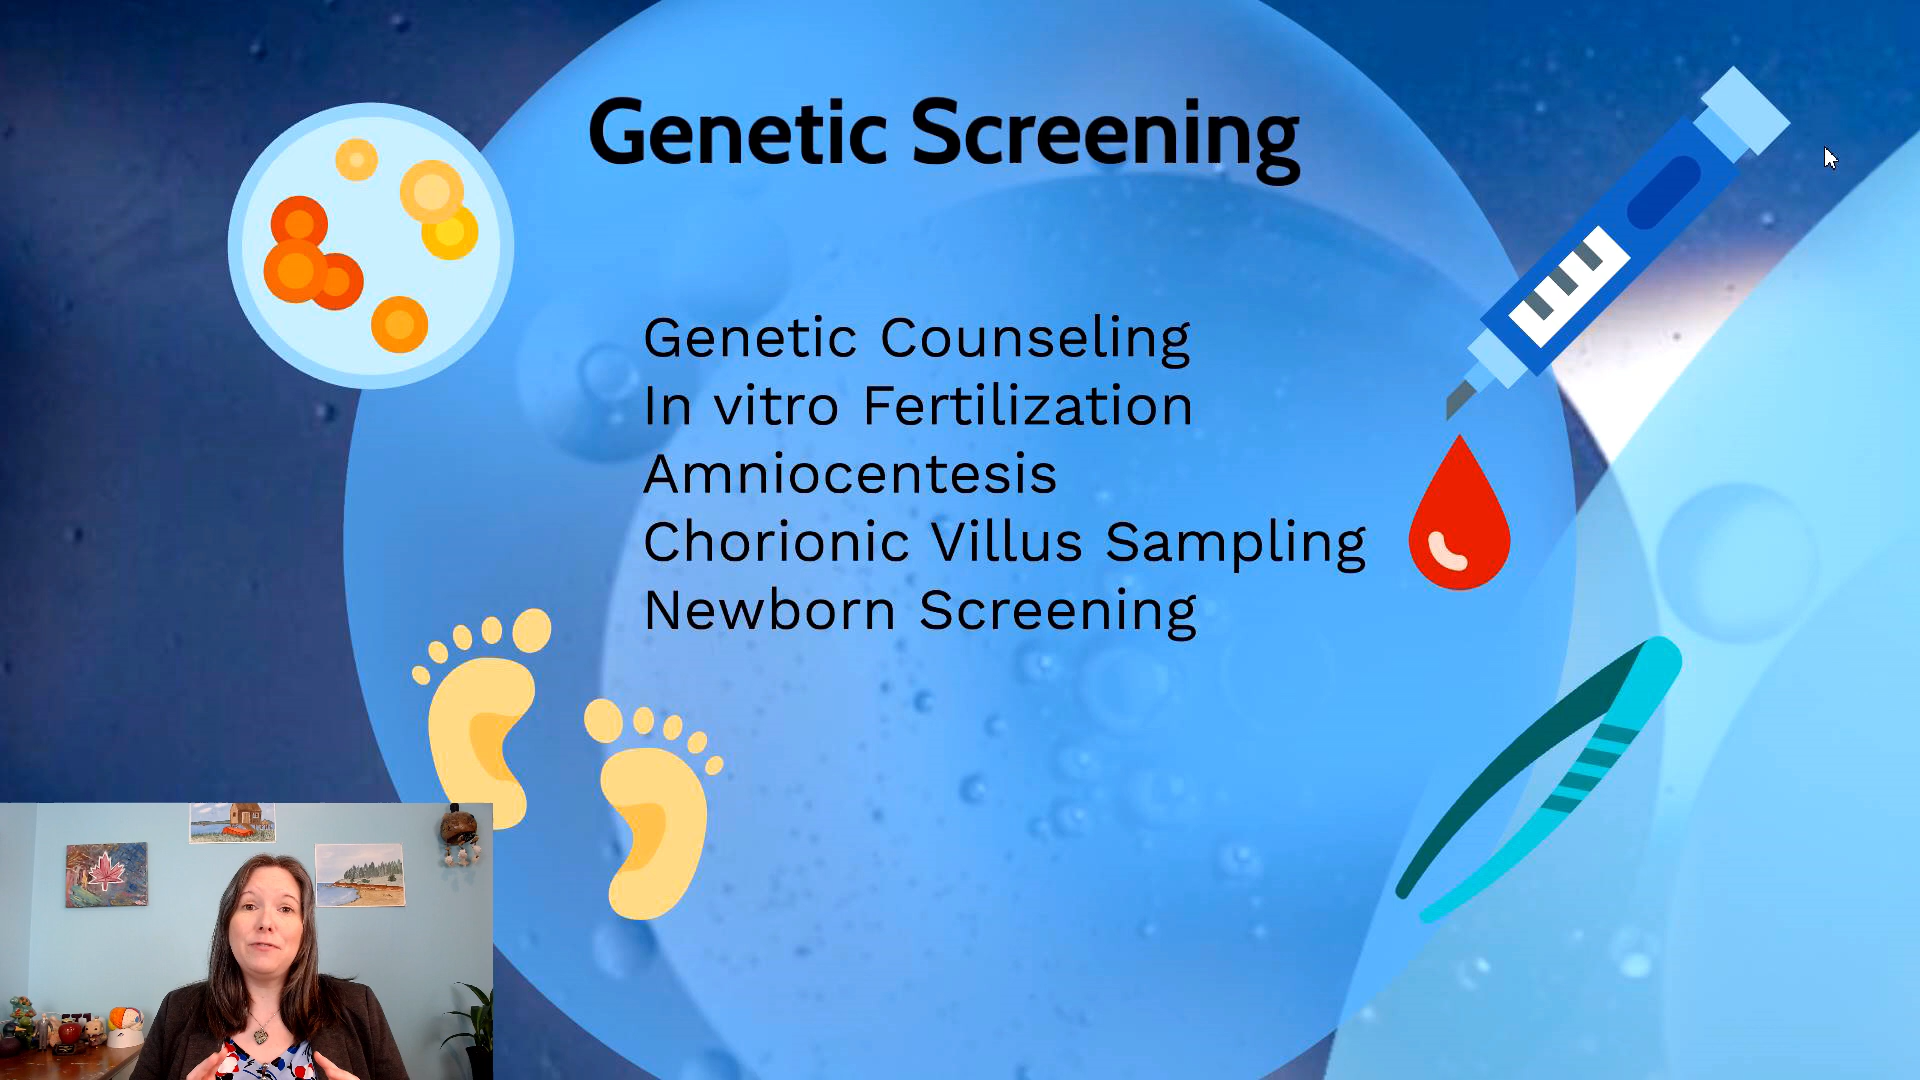 Genetic Screening
Genetic Counseling
In vitro Fertilization
Amniocentesis
Chorionic Villus Sampling
Newborn Screening